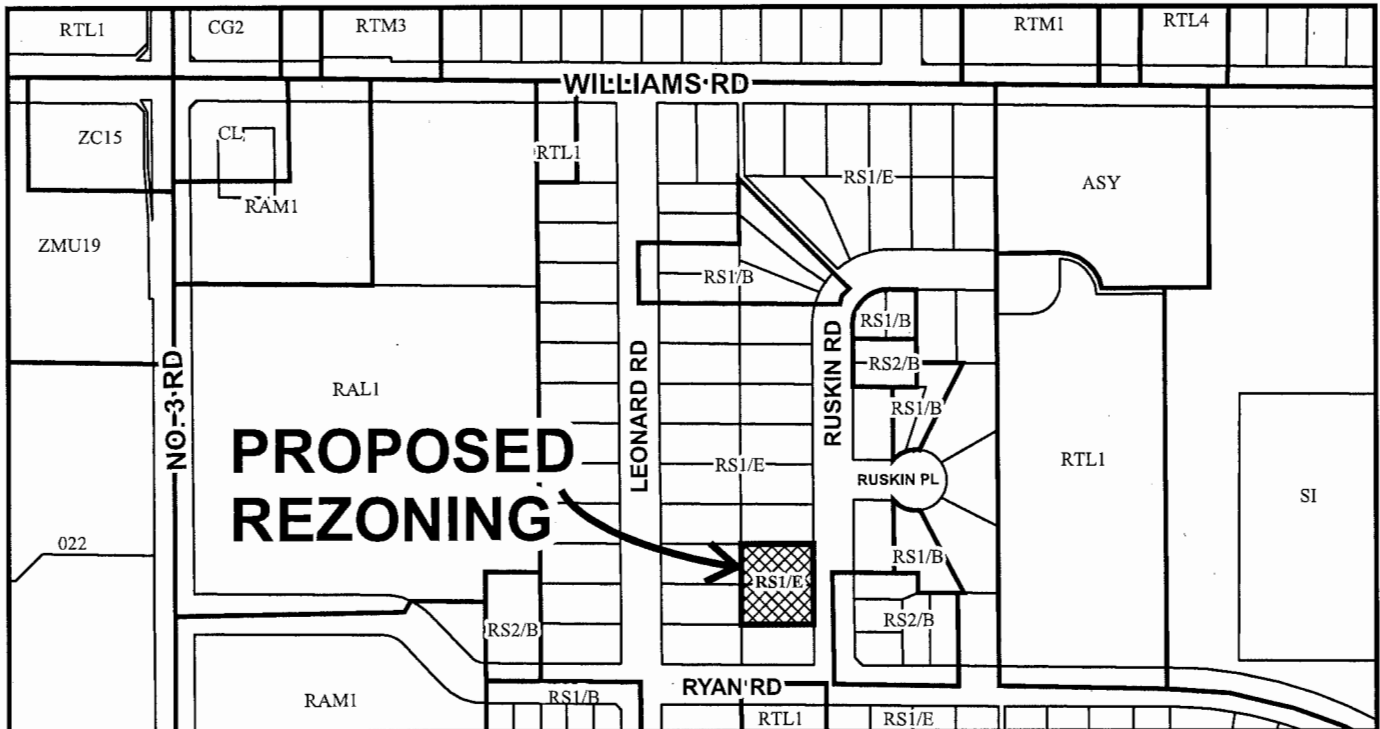 RTL1
CG2
RTM3
RTM1
RTL4
WILLIAMS RD
ZC15
CL
RTL1
RS1/E
ASY
RAM1
ZMU19
RS1/B
RS1/B
RUSKIN RD
RS2/B
NO. 3 RD
RAL1
LEONARD RD
RS1/B
PROPOSED
REZONING
RS1/E
RUSKIN PL
RTL1
SI
022
RS1/B
RS1/E
RS2/B
RS2/B
RYAN RD
RAM1
RS1/B
RTL1
RS1/E